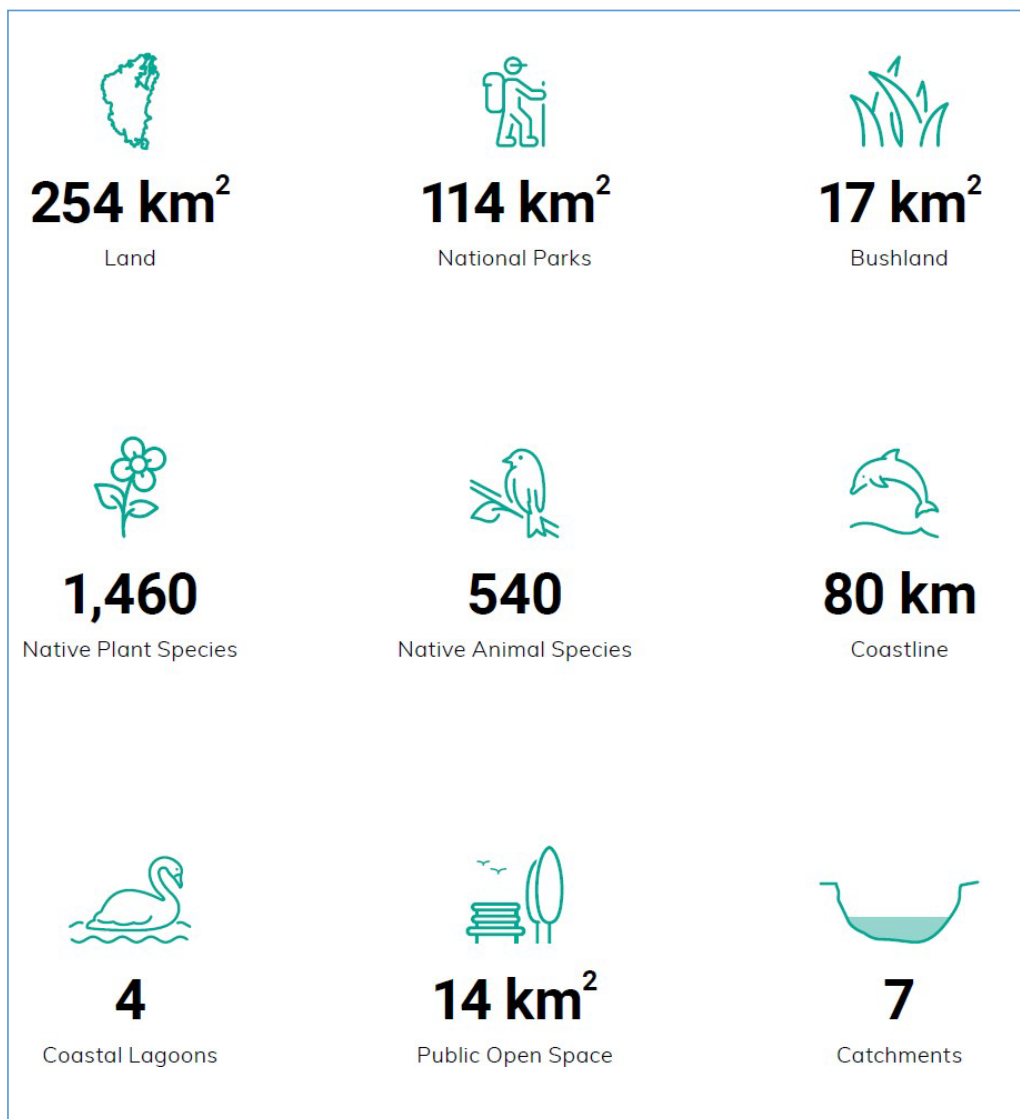 254 km²
114 km²
17 km²
Land
National Parks
Bushland
1,460
540
80 km
Native Plant Species
Native Animal Species
Coastline
4
14 km²
7
Coastal Lagoons
Public Open Space
Catchments